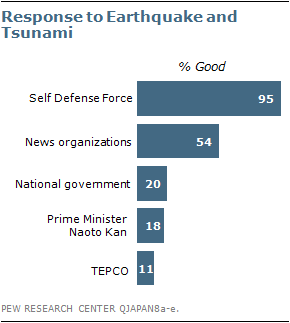 Response to Earthquake and
Tsunami
% Good
Self Defense Force 95
News organizations 54
National government 20
Prime Minister
Naoto Kan 18
TEPCO 11
PEW RESEARCH CENTER QJAPAN8a-e.